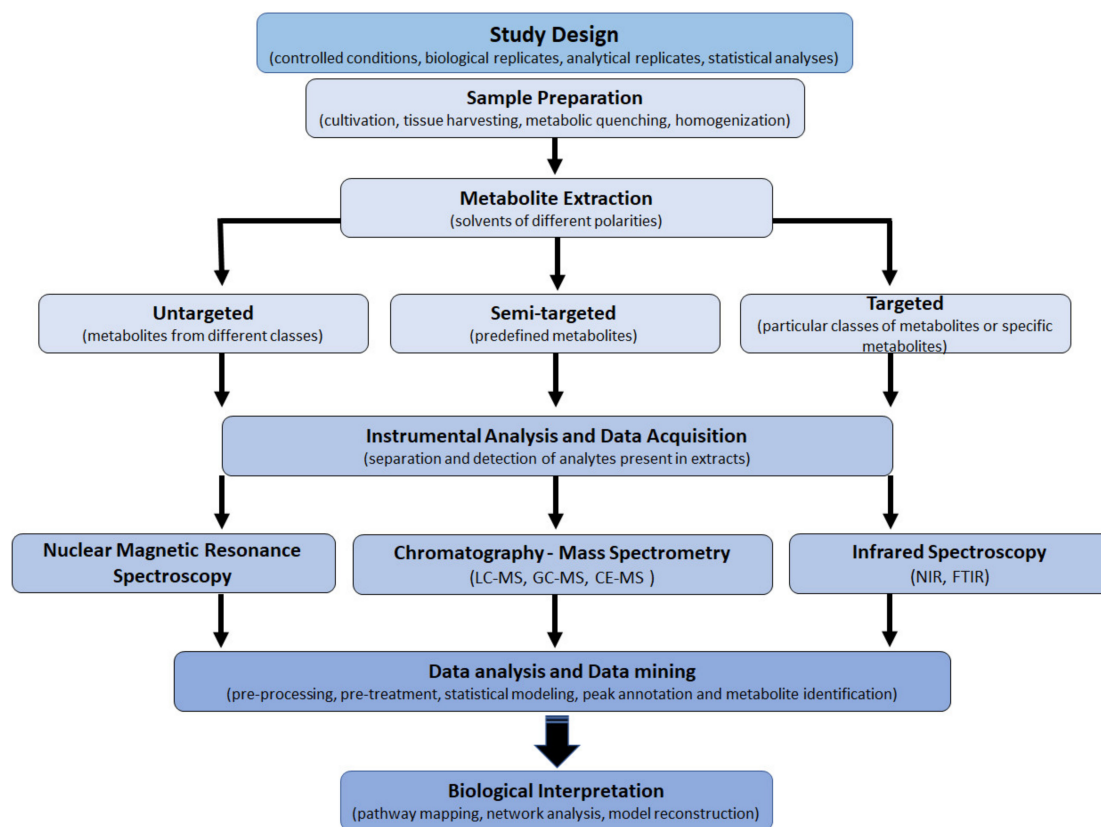 Study Design
(controlled conditions, biological replicates, analytical replicates, statistical analyses)
Sample Preparation
(cultivation, tissue harvesting, metabolic quenching, homogenization)
Metabolite Extraction
(solvents of different polarities)
Untargeted
(metabolites from different classes)
Semi-targeted
(predefined metabolites)
Targeted
(particular classes of metabolites or specific
metabolites)
Instrumental Analysis and Data Acquisition
(separation and detection of analytes present in extracts)
Nuclear Magnetic Resonance
Spectroscopy
Chromatography - Mass Spectrometry
(LC-MS, GC-MS, CE-MS )
Infrared Spectroscopy
(NIR, FTIR)
Data analysis and Data mining
(pre-processing, pre-treatment, statistical modeling, peak annotation and metabolite identification)
Biological Interpretation
(pathway mapping, network analysis, model reconstruction)